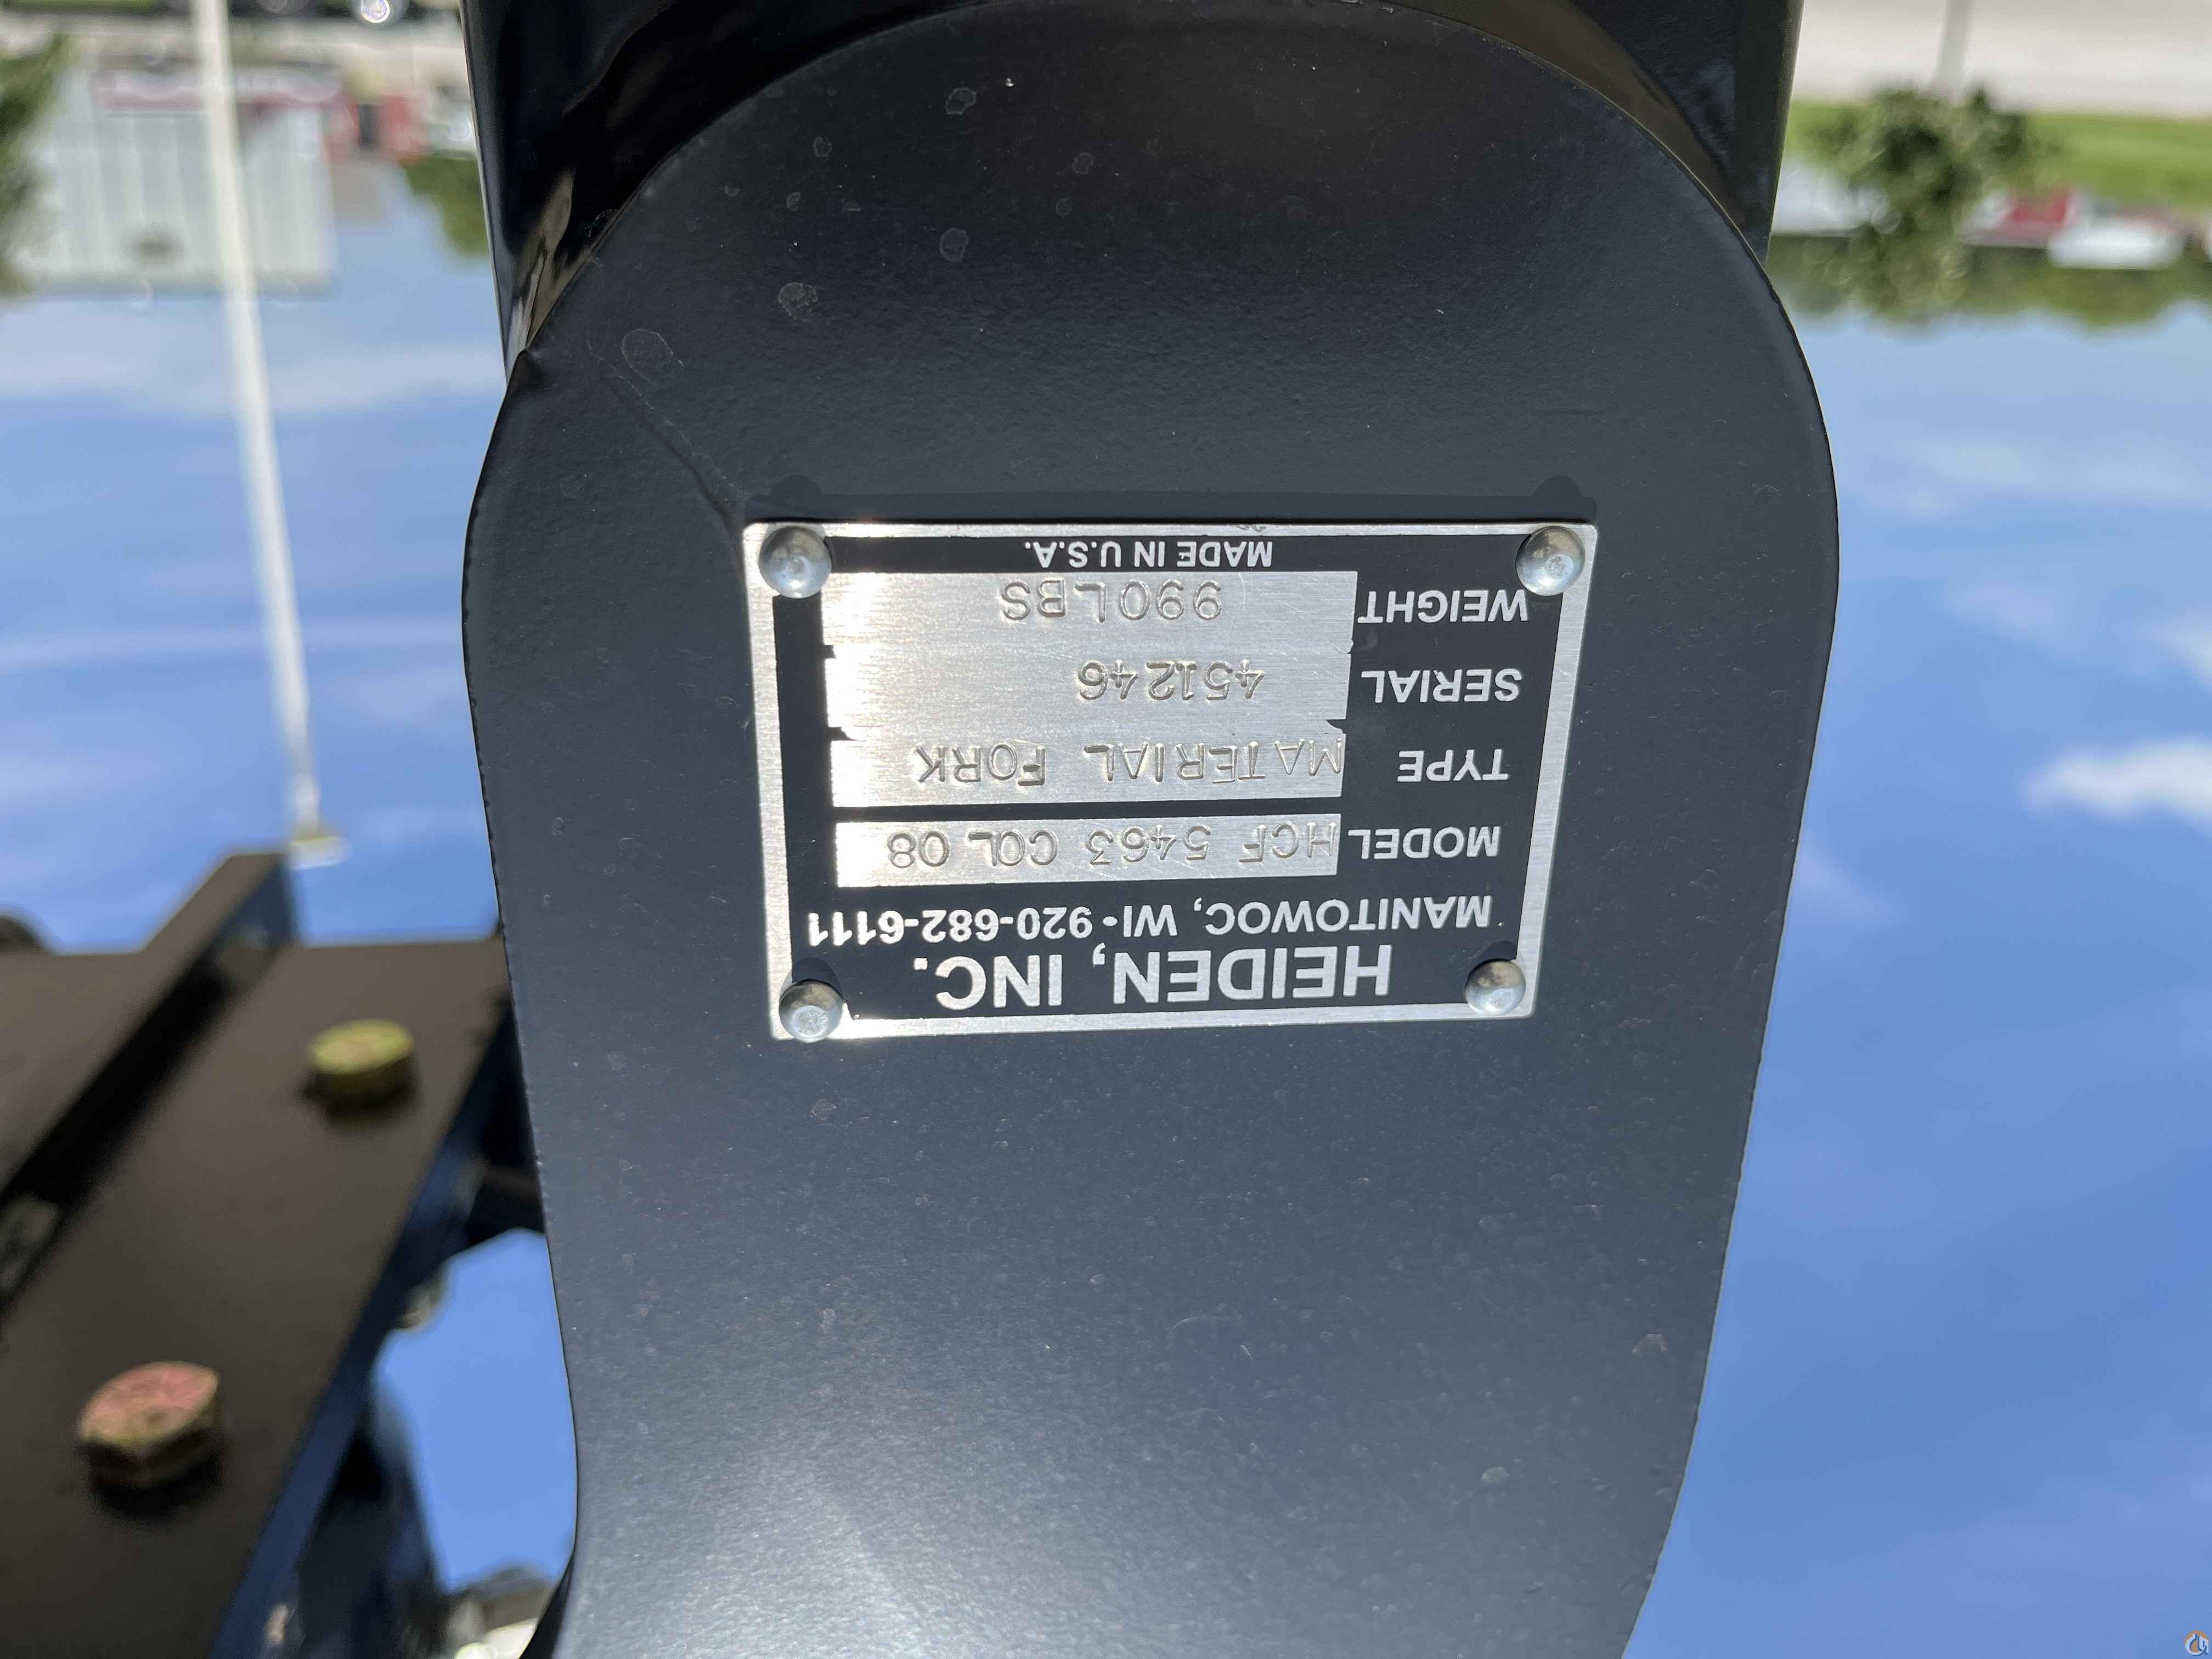 HEIDEN, INC.
MANITOWOC, WI•920-682-6111
MODEL HCF 5463 COL 08
TYPE MATERIAL FORK
SERIAL 451246
WEIGHT 990LBS
MADE IN U.S.A.